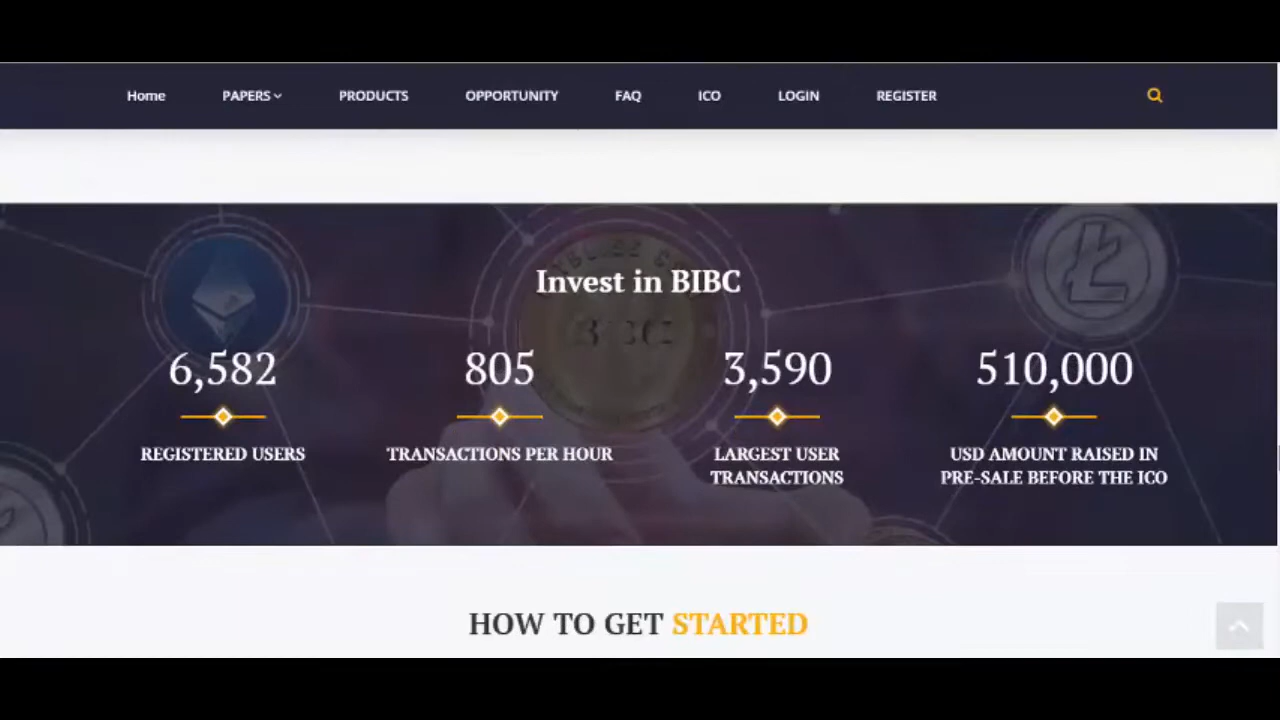 Home PAPERS PRODUCTS OPPORTUNITY FAQ ICO LOGIN REGISTER
Invest in BIBC
6,582 805 3,590 510,000
REGISTERED USERS TRANSACTIONS PER HOUR LARGEST USER USD AMOUNT RAISED IN
TRANSACTIONS PRE-SALE BEFORE THE ICO
HOW TO GET STARTED